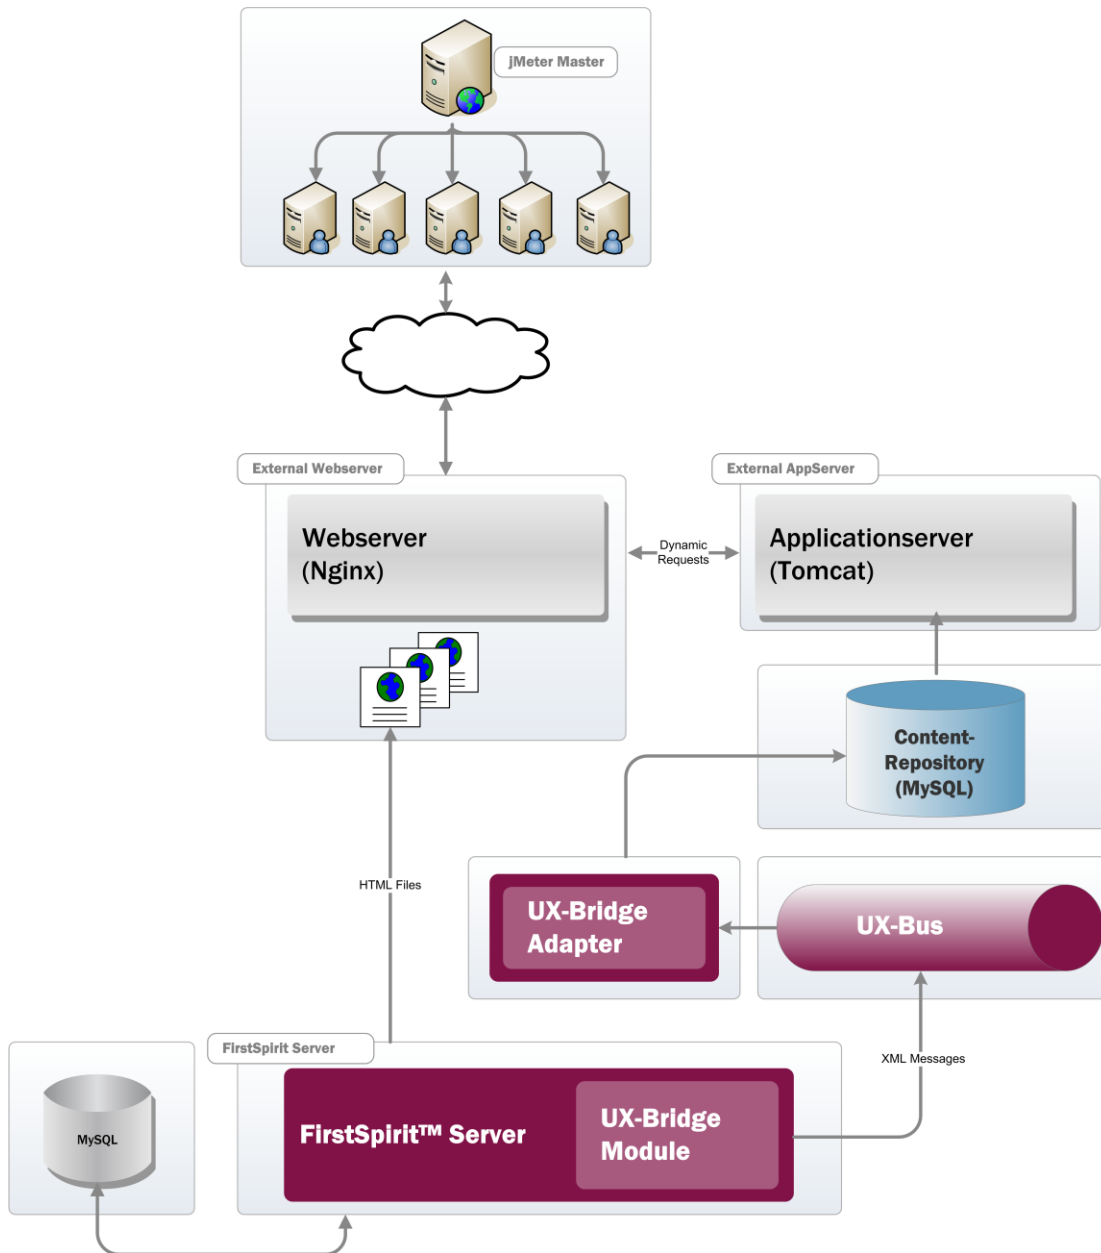 jMeter Master
External Webserver
External AppServer
Webserver
(Nginx)
Dynamic
Requests
Applicationserver
(Tomcat)
Content-
Repository
(MySQL)
HTML Files
UX-Bridge
Adapter
UX-Bus
XML Messages
FirstSpirit Server
MySQL
FirstSpirit™ Server
UX-Bridge
Module